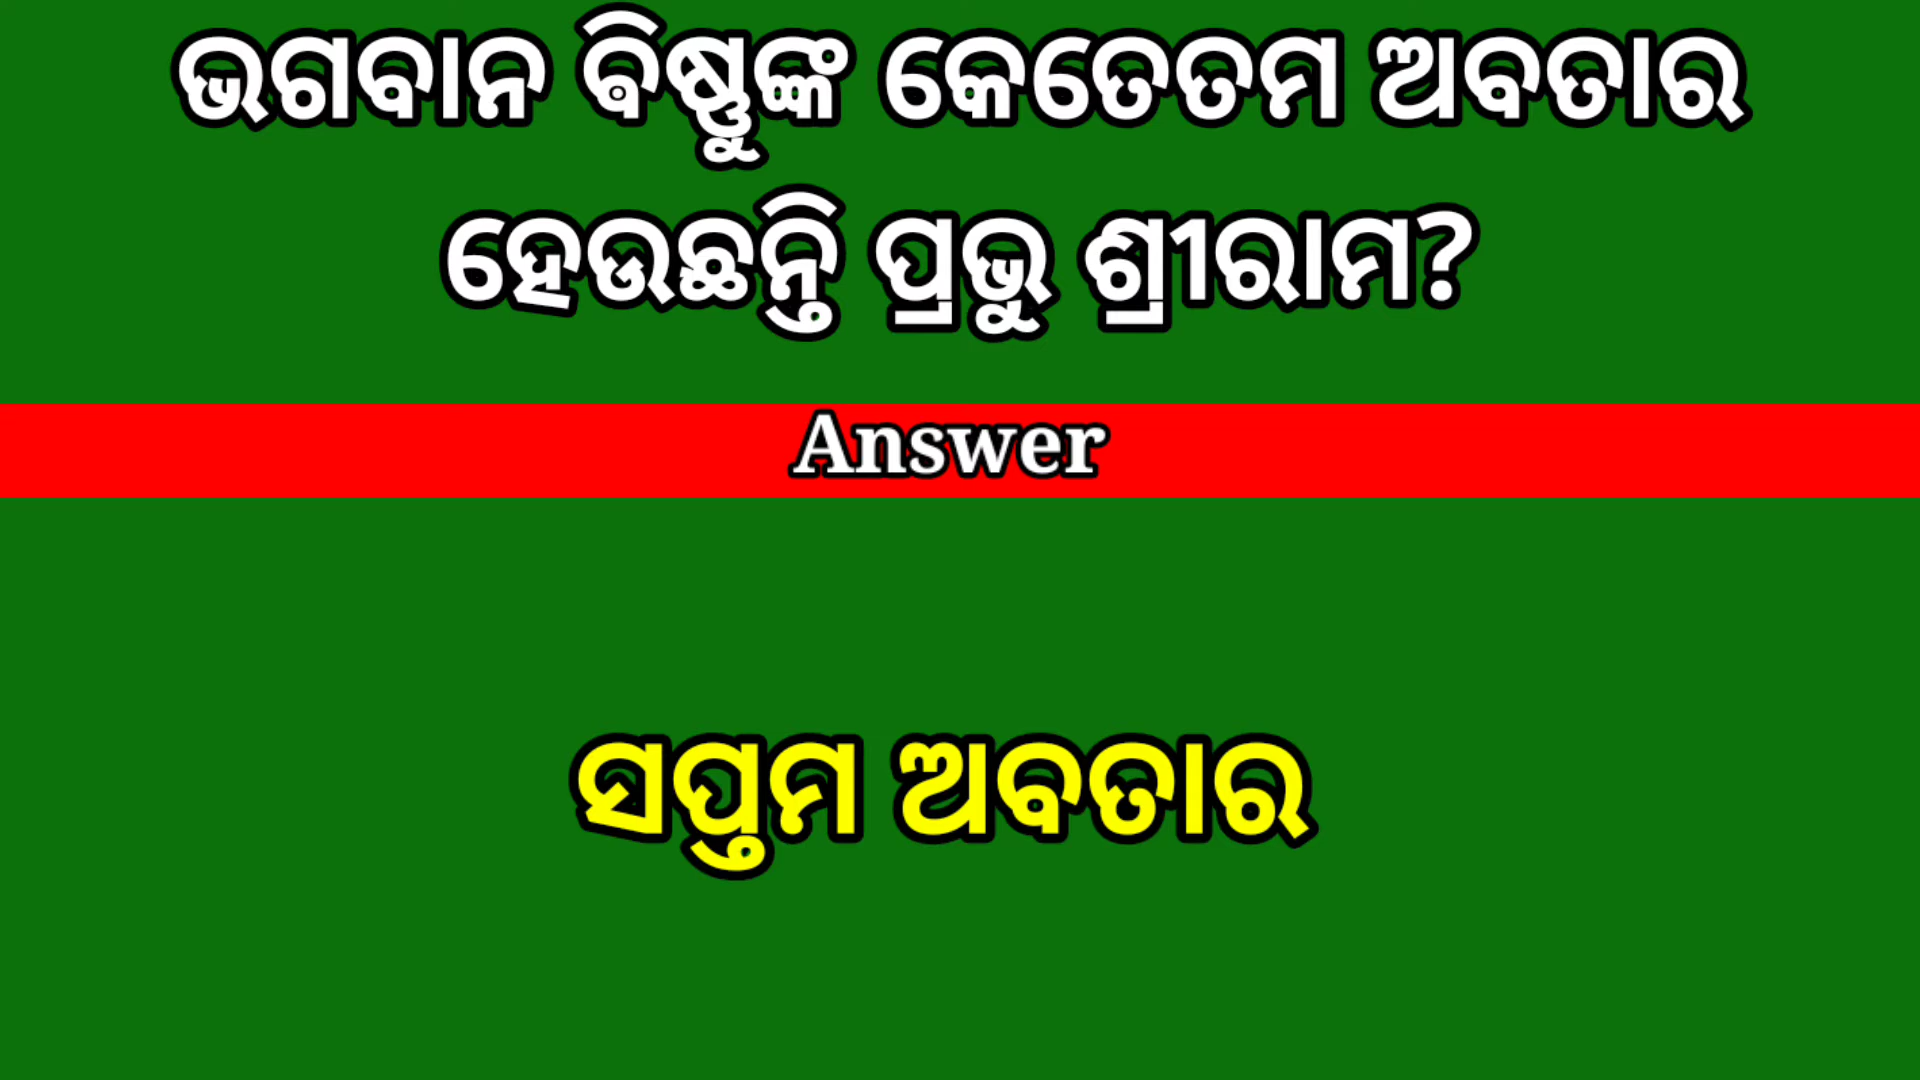 ଭଗବାନ ବିଷ୍ଣୁଙ୍କ କେତେତମ ଅବତାର
ହେଉଛନ୍ତି ପ୍ରଭୁ ଶ୍ରୀରାମ?
Answer
ସପ୍ତମ ଅବତାର